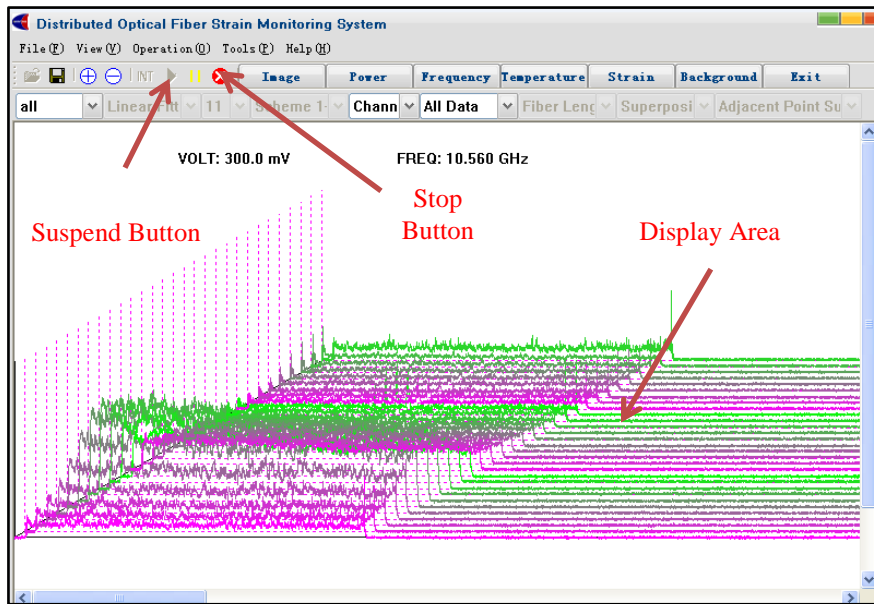 Distributed Optical Fiber Strain Monitoring System
File(F) View(V) Operation(O) Tools(P) Help(H)
INT Image Power Frequency Temperature Strain Background Exit
all Linear Fitt 11 Scheme 1- Chann All Data Fiber Leng Superposi Adjacent Point Su
VOLT: 300.0 mV FREQ: 10.560 GHz
Suspend Button
Stop
Button
Display Area